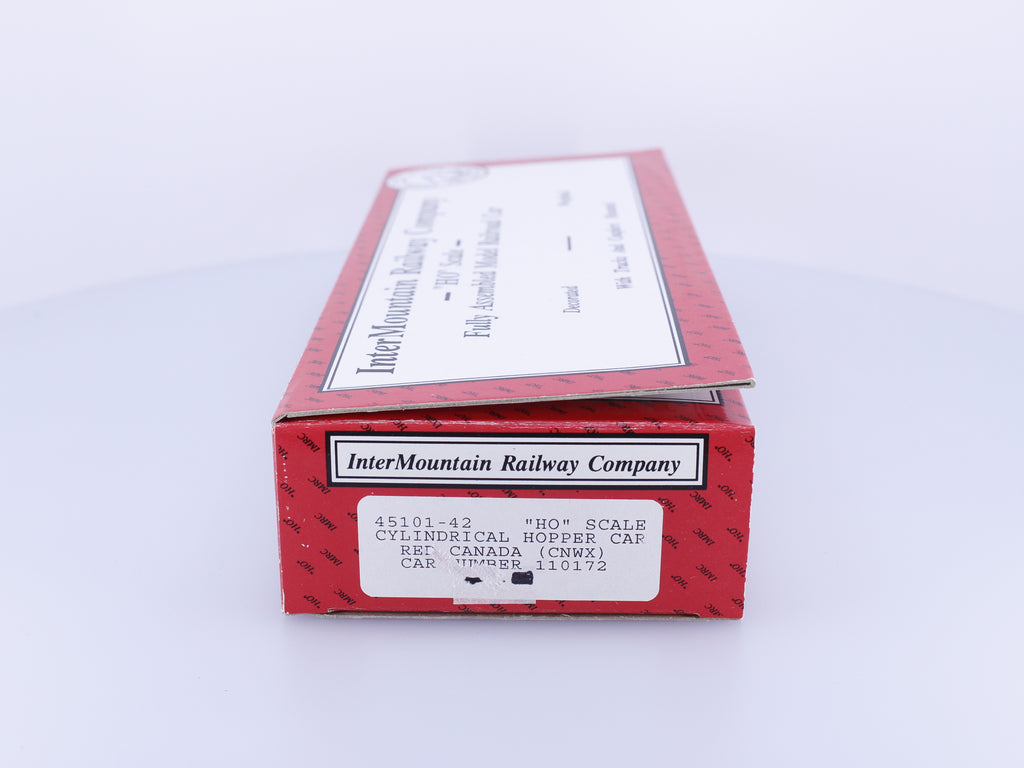 InterMountain Railway Company
"HO" Scale
Fully Assembled Model Railroad Car
Decorated
With Trucks And Couplers Mounted
InterMountain Railway Company
45101-42 "HO" SCALE
CYLINDRICAL HOPPER CAR
RED CANADA (CNWX)
CAR NUMBER 110172